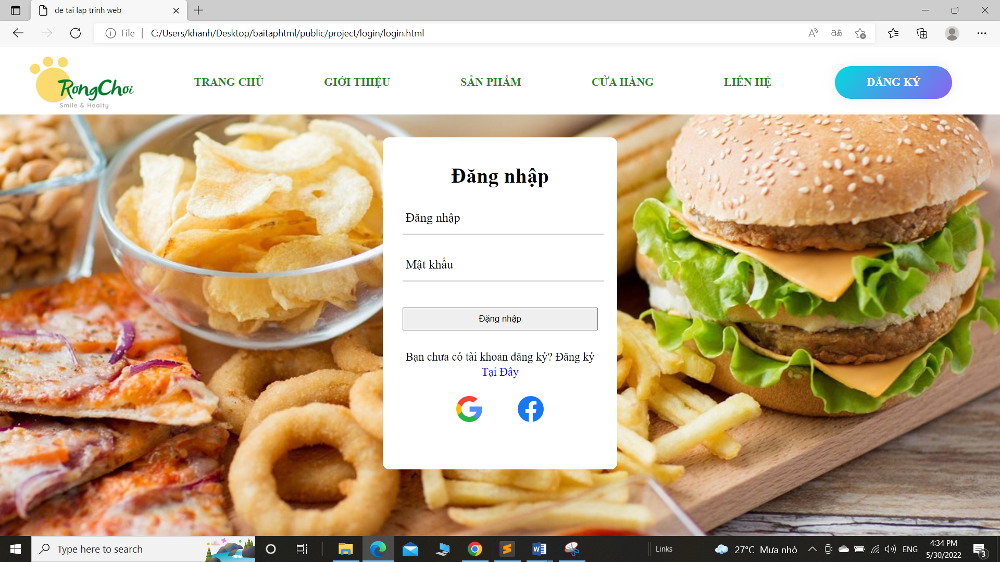 de tai lap trinh web
File
C:/Users/khanh/Desktop/baitaphtml/public/project/login/login.html
RongChơi
Smile & Healty
TRANG CHỦ
GIỚI THIỆU
SẢN PHẨM
CỬA HÀNG
LIÊN HỆ
ĐĂNG KÝ
Đăng nhập
Đăng nhập
Mật khẩu
Đặng nhập
Bạn chưa có tài khoản đăng ký? Đăng ký
Tại Đây
Type here to search
Links
27°C Mưa nhỏ
ENG
4:34 PM
5/30/2022
3